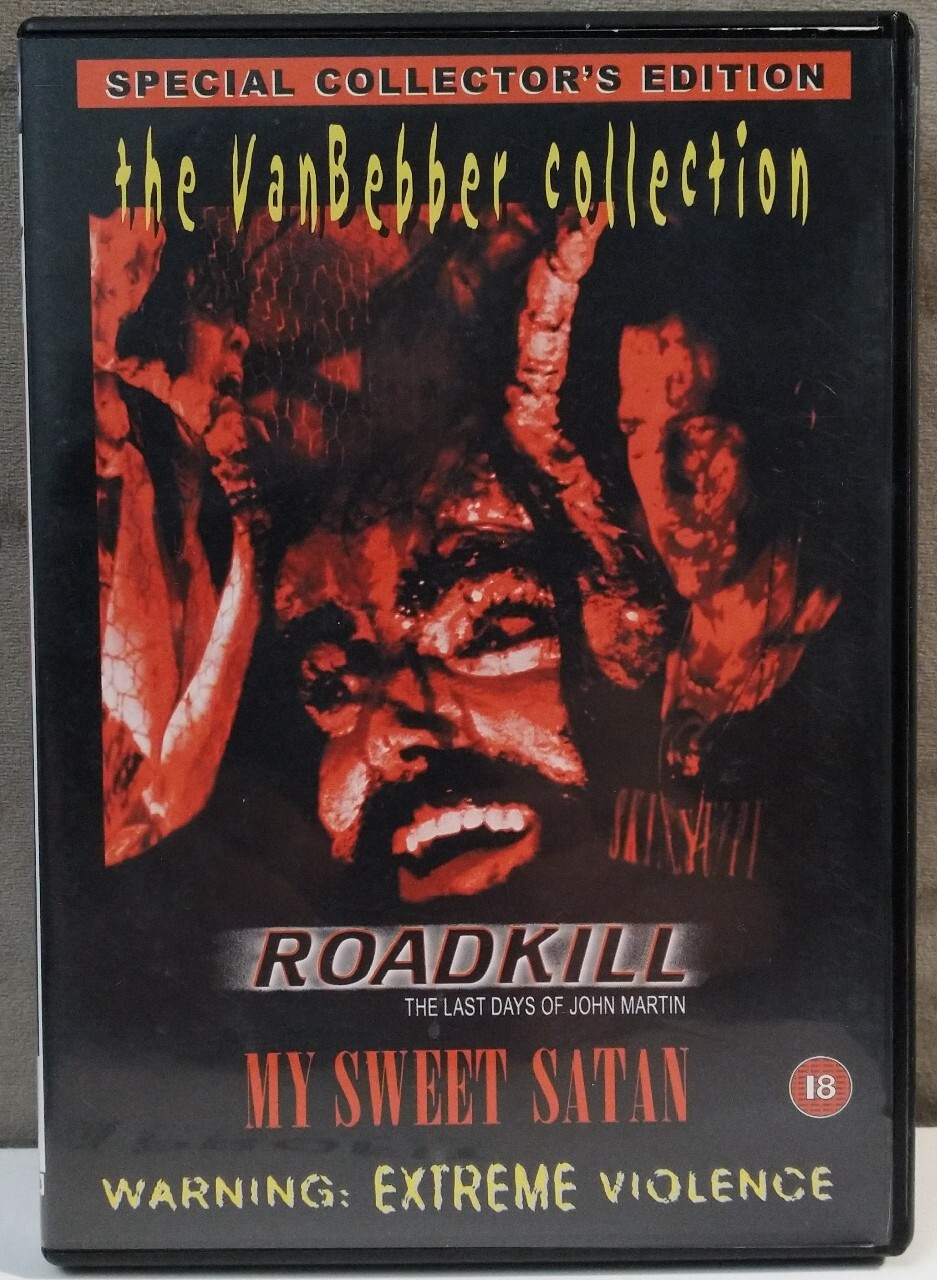 SPECIAL COLLECTOR'S EDITION
the VanBebber collection
ROADKILL
THE LAST DAYS OF JOHN MARTIN
MY SWEET SATAN
18
WARNING: EXTREME VIOLENCE